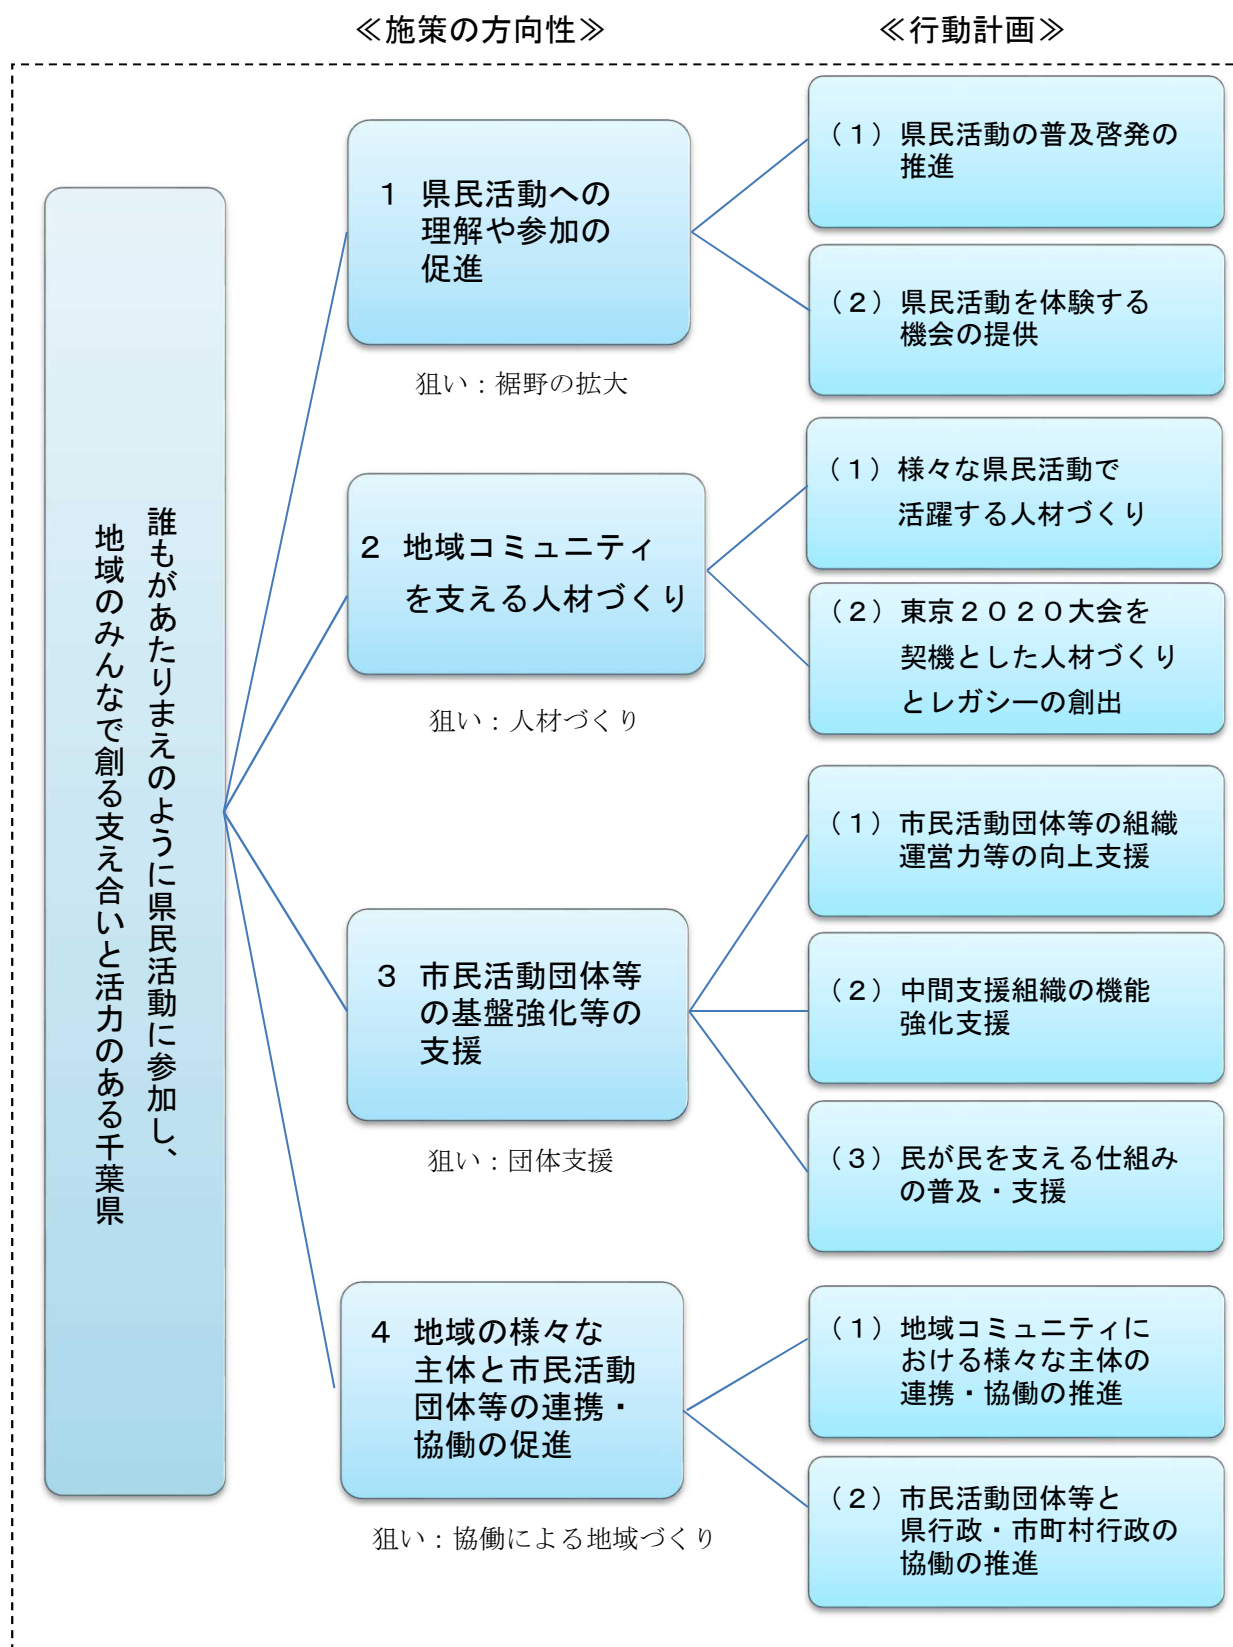 ≪施策の方向性≫
≪行動計画≫
誰もがあたりまえのように県民活動に参加し、
地域のみんなで創る支え合いと活力のある千葉県
1 県民活動への
理解や参加の
促進
狙い：裾野の拡大
（1）県民活動の普及啓発の
推進
（2）県民活動を体験する
機会の提供
2 地域コミュニティ
を支える人材づくり
狙い：人材づくり
（1）様々な県民活動で
活躍する人材づくり
（2）東京２０２０大会を
契機とした人材づくり
とレガシーの創出
3 市民活動団体等
の基盤強化等の
支援
狙い：団体支援
（1）市民活動団体等の組織
運営力等の向上支援
（2）中間支援組織の機能
強化支援
（3）民が民を支える仕組み
の普及・支援
4 地域の様々な
主体と市民活動
団体等の連携・
協働の促進
狙い：協働による地域づくり
（1）地域コミュニティに
おける様々な主体の
連携・協働の推進
（2）市民活動団体等と
県行政・市町村行政の
協働の推進